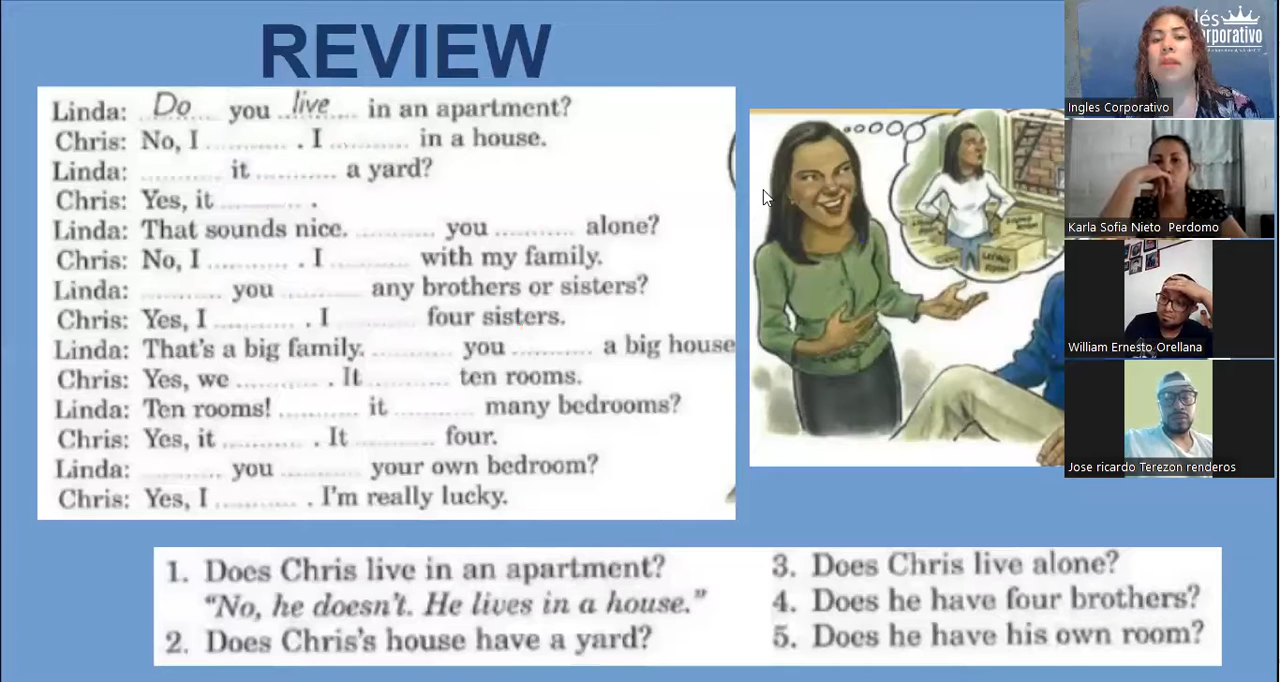 REVIEW
Linda: Do you live in an apartment?
Chris: No, I ........... . I ........... in a house.
Linda: ........... it ........... a yard?
Chris: Yes, it ........... .
Linda: That sounds nice. ........... you ........... alone?
Chris: No, I ........... . I ........... with my family.
Linda: ........... you ........... any brothers or sisters?
Chris: Yes, I ........... . I ........... four sisters.
Linda: That's a big family. ........... you ........... a big house
Chris: Yes, we ........... . It ........... ten rooms.
Linda: Ten rooms! ........... it ........... many bedrooms?
Chris: Yes, it ........... . It ........... four.
Linda: ........... you ........... your own bedroom?
Chris: Yes, I ........... . I'm really lucky.
1. Does Chris live in an apartment?
"No, he doesn't. He lives in a house."
2. Does Chris's house have a yard?
3. Does Chris live alone?
4. Does he have four brothers?
5. Does he have his own room?
Ingles Corporativo
Karla Sofia Nieto Perdomo
William Ernesto Orellana
Jose ricardo Terezon renderos